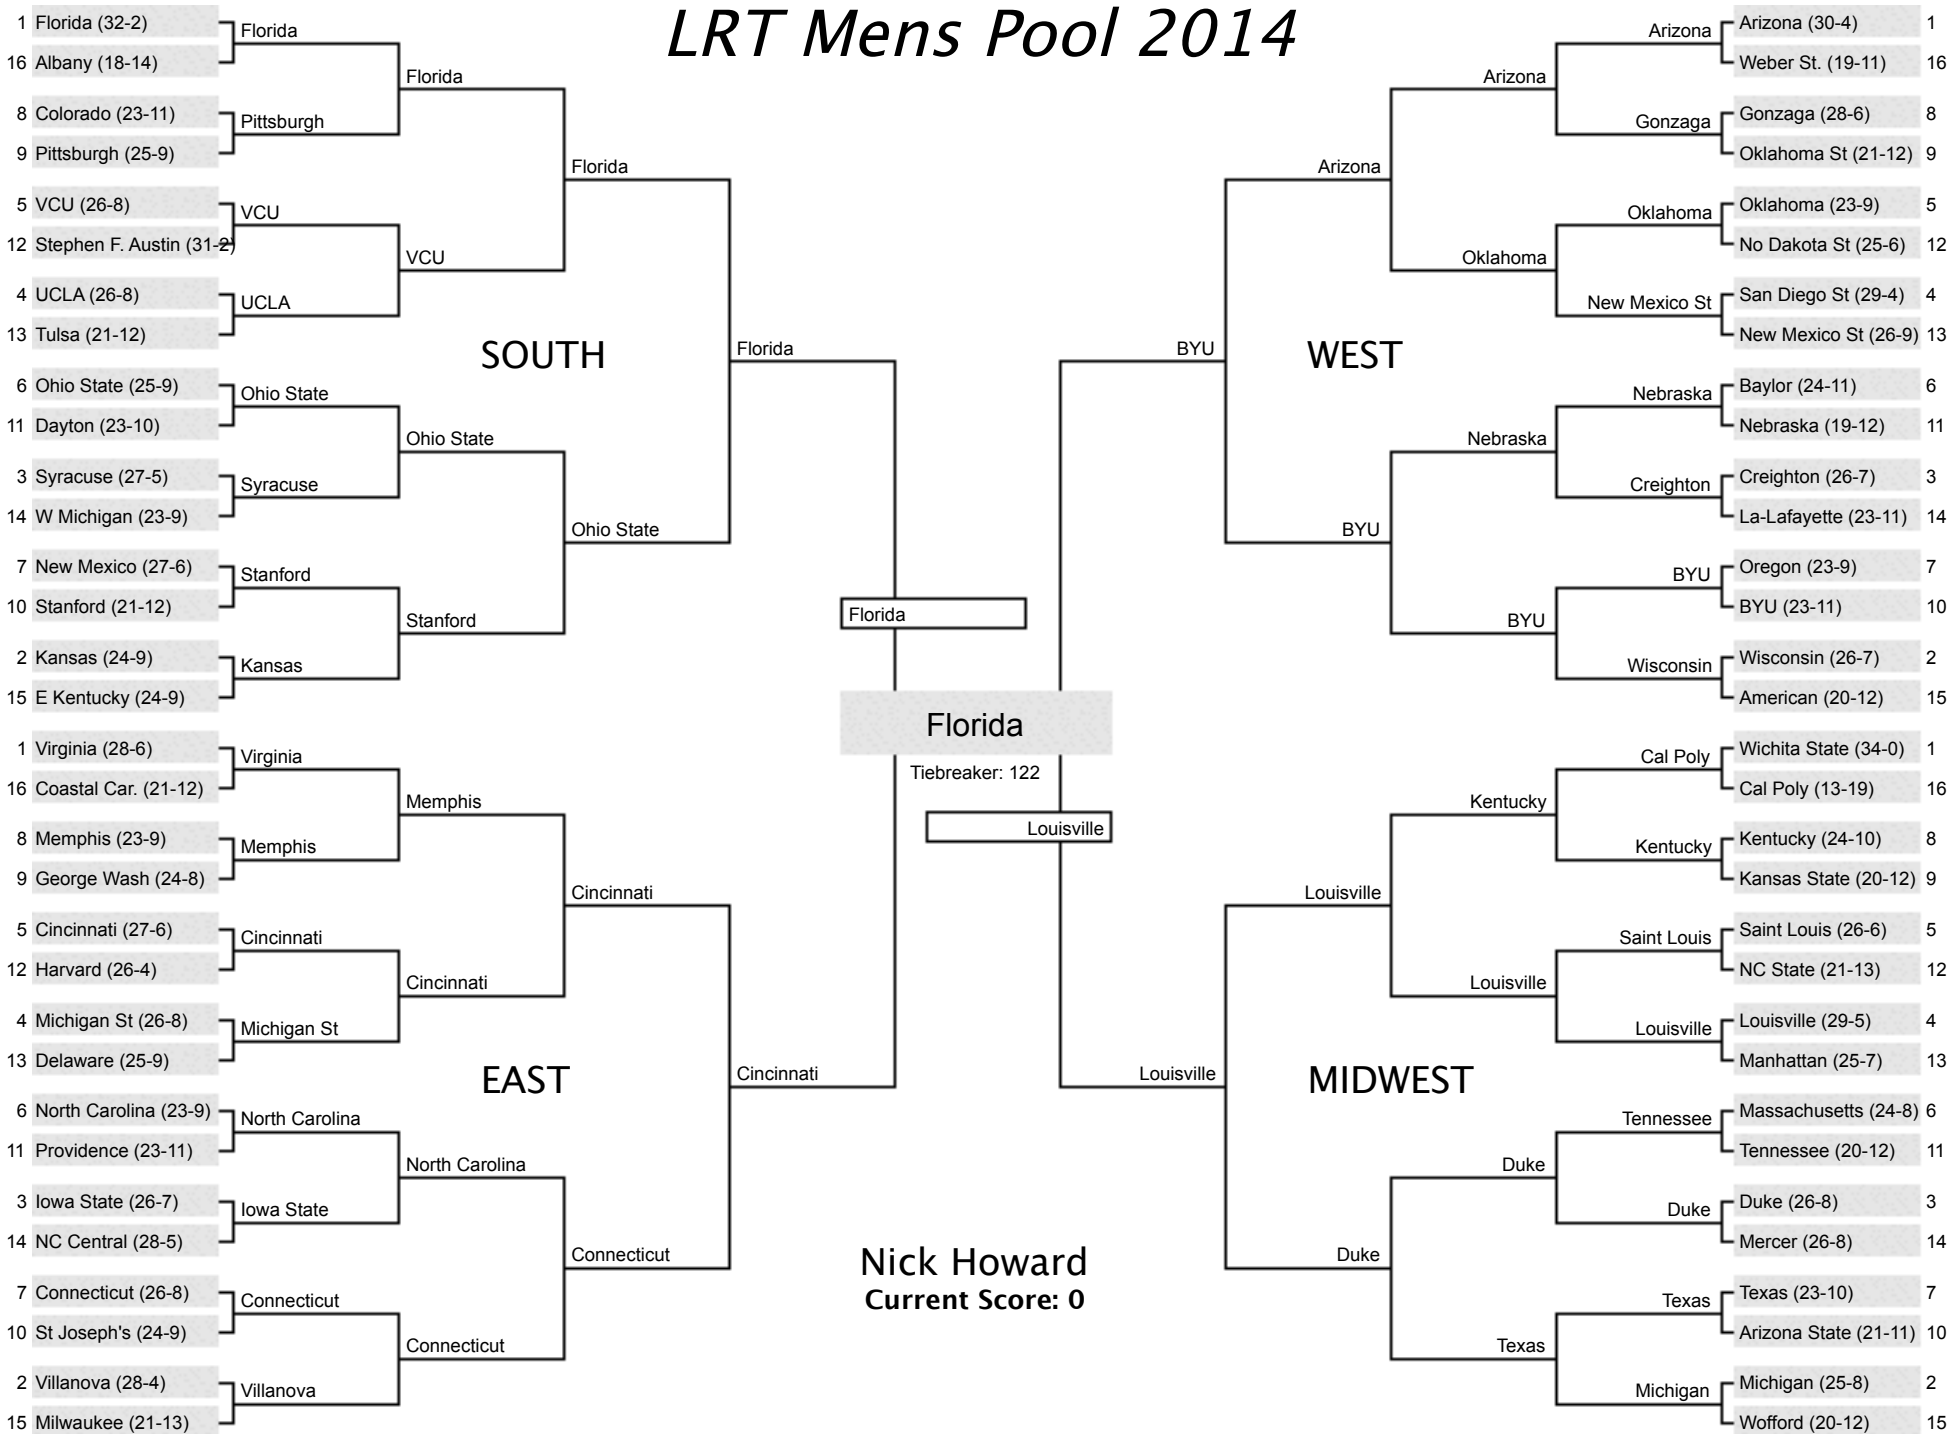 LRT Mens Pool 2014
1 Florida (32-2)
16 Albany (18-14)
8 Colorado (23-11)
9 Pittsburgh (25-9)
5 VCU (26-8)
12 Stephen F. Austin (31-2)
4 UCLA (26-8)
13 Tulsa (21-12)
6 Ohio State (25-9)
11 Dayton (23-10)
3 Syracuse (27-5)
14 W Michigan (23-9)
7 New Mexico (27-6)
10 Stanford (21-12)
2 Kansas (24-9)
15 E Kentucky (24-9)
Florida
Pittsburgh
VCU
UCLA
Ohio State
Syracuse
Stanford
Kansas
Florida
VCU
Ohio State
Stanford
Florida
Ohio State
SOUTH
Florida
1 Virginia (28-6)
16 Coastal Car. (21-12)
8 Memphis (23-9)
9 George Wash (24-8)
5 Cincinnati (27-6)
12 Harvard (26-4)
4 Michigan St (26-8)
13 Delaware (25-9)
6 North Carolina (23-9)
11 Providence (23-11)
3 Iowa State (26-7)
14 NC Central (28-5)
7 Connecticut (26-8)
10 St Joseph's (24-9)
2 Villanova (28-4)
15 Milwaukee (21-13)
Virginia
Memphis
Cincinnati
Michigan St
North Carolina
Iowa State
Connecticut
Villanova
Memphis
Cincinnati
North Carolina
Connecticut
Cincinnati
Connecticut
EAST
Cincinnati
Florida
Florida
Tiebreaker: 122
Louisville
Nick Howard
Current Score: 0
BYU
WEST
Arizona
BYU
Arizona
Oklahoma
Nebraska
BYU
Arizona
Gonzaga
Oklahoma
New Mexico St
Nebraska
Creighton
BYU
Wisconsin
Arizona (30-4) 1
Weber St. (19-11) 16
Gonzaga (28-6) 8
Oklahoma St (21-12) 9
Oklahoma (23-9) 5
No Dakota St (25-6) 12
San Diego St (29-4) 4
New Mexico St (26-9) 13
Baylor (24-11) 6
Nebraska (19-12) 11
Creighton (26-7) 3
La-Lafayette (23-11) 14
Oregon (23-9) 7
BYU (23-11) 10
Wisconsin (26-7) 2
American (20-12) 15
Louisville
MIDWEST
Louisville
Duke
Kentucky
Louisville
Duke
Texas
Cal Poly
Kentucky
Saint Louis
Louisville
Tennessee
Duke
Texas
Michigan
Wichita State (34-0) 1
Cal Poly (13-19) 16
Kentucky (24-10) 8
Kansas State (20-12) 9
Saint Louis (26-6) 5
NC State (21-13) 12
Louisville (29-5) 4
Manhattan (25-7) 13
Massachusetts (24-8) 6
Tennessee (20-12) 11
Duke (26-8) 3
Mercer (26-8) 14
Texas (23-10) 7
Arizona State (21-11) 10
Michigan (25-8) 2
Wofford (20-12) 15